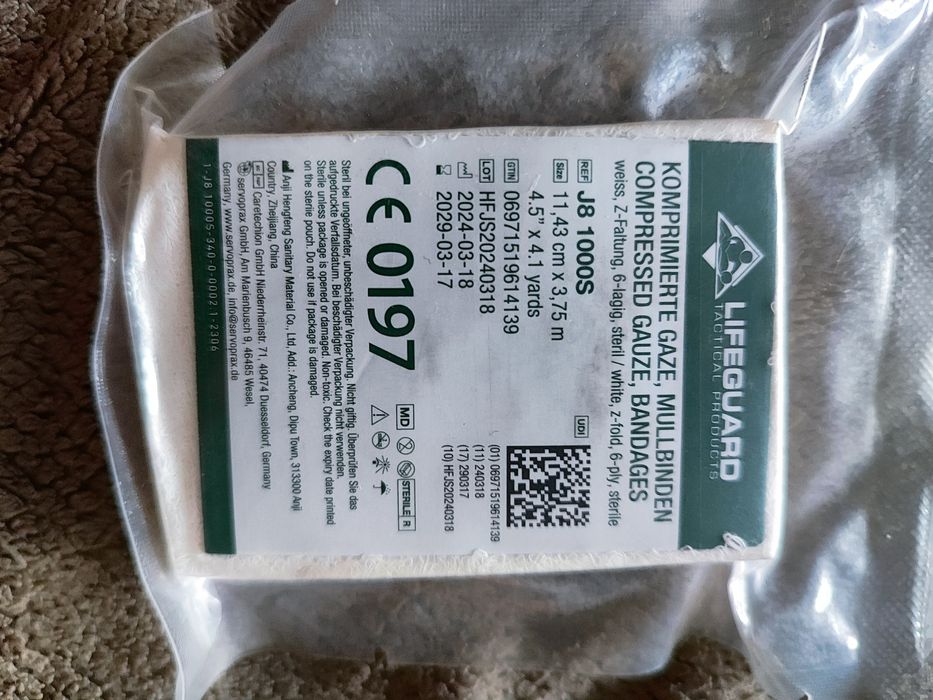 LIFEGUARD
TACTICAL PRODUCTS
KOMPRIMIERTE GAZE, MULLBINDEN
COMPRESSED GAUZE, BANDAGES
weiss, Z-Faltung, 6-lagig, steril/ white, z-fold, 6-ply, sterile
REF J8 1000S
Size 11,43 cm x 3,75 m
4.5” x 4.1 yards
GTIN 06971519614139
LOT HFJS20240318
2024-03-18
2029-03-17
UDI
(01) 06971519614139
(11) 240318
(17) 290317
(10) HFJS20240318
CE 0197
MD
2
STERILE R
Steril bei ungeöffneter, unbeschädigter Verpackung. Nicht giftig. Überprüfen Sie das
aufgedruckte Verfallsdatum. Bei beschädigter Verpackung nicht verwenden.
Sterile unless package is opened or damaged. Non-toxic. Check the expiry date printed
on the sterile pouch. Do not use if package is damaged.
Anji Hengfeng Sanitary Material Co., Ltd. Add.: Ancheng, Dipu Town, 313300 Anji
Country, Zhejiang, China
EC REP Caretechion GmbH Niederrheinstr. 71, 40474 Duesseldorf, Germany
servoprax GmbH, Am Marienbusch 9, 46485 Wesel,
Germany, www.servoprax.de, info@servoprax.de
1-J8 1000S-340-0-0002.1-2306